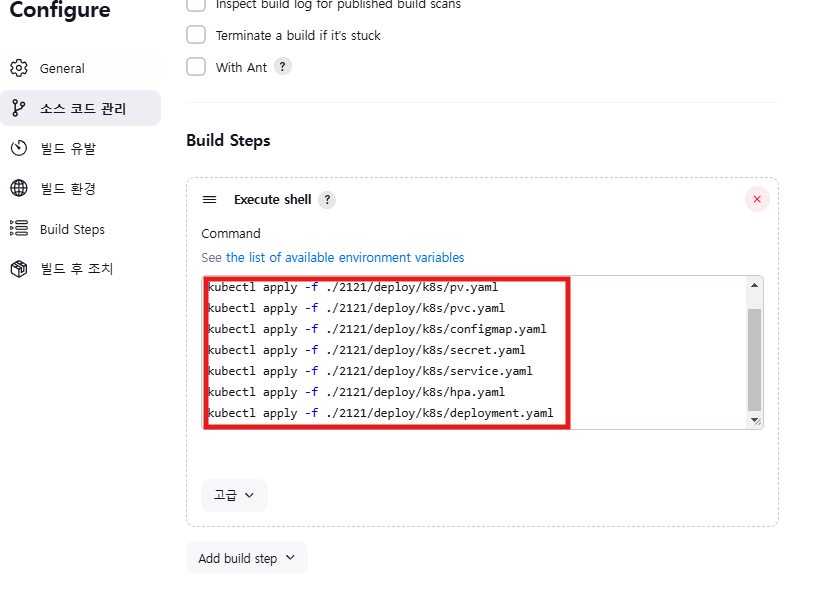 Configure
General
소스 코드 관리
빌드 유발
빌드 환경
Build Steps
빌드 후 조치
Inspect build log for published build scans
Terminate a build if it's stuck
With Ant ?
Build Steps
Execute shell ?
Command
See the list of available environment variables
kubectl apply -f ./2121/deploy/k8s/pv.yaml
kubectl apply -f ./2121/deploy/k8s/pvc.yaml
kubectl apply -f ./2121/deploy/k8s/configmap.yaml
kubectl apply -f ./2121/deploy/k8s/secret.yaml
kubectl apply -f ./2121/deploy/k8s/service.yaml
kubectl apply -f ./2121/deploy/k8s/hpa.yaml
kubectl apply -f ./2121/deploy/k8s/deployment.yaml
고급
Add build step